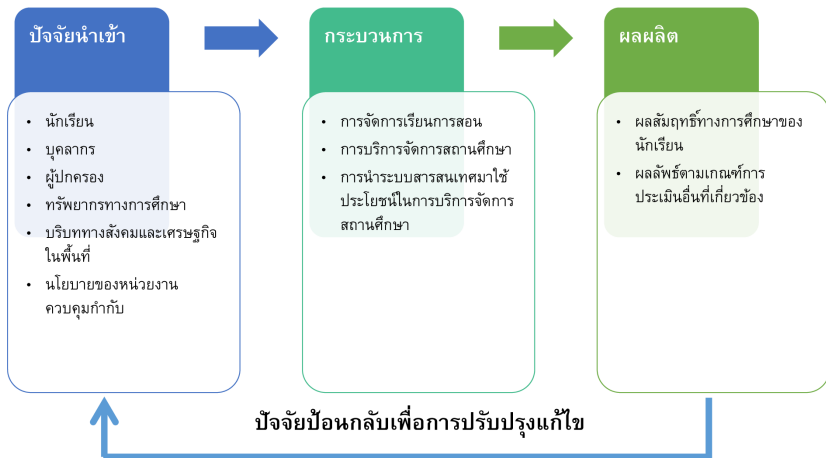 ปัจจัยนำเข้า
• นักเรียน
• บุคลากร
• ผู้ปกครอง
• ทรัพยากรทางการศึกษา
• บริบททางสังคมและเศรษฐกิจ
ในพื้นที่
• นโยบายของหน่วยงาน
ควบคุมกำกับ
กระบวนการ
• การจัดการเรียนการสอน
• การบริการจัดการสถานศึกษา
• การนำระบบสารสนเทศมาใช้
ประโยชน์ในการบริการจัดการ
สถานศึกษา
ผลผลิต
• ผลสัมฤทธิ์ทางการศึกษาของ
นักเรียน
• ผลลัพธ์ตามเกณฑ์การ
ประเมินอื่นที่เกี่ยวข้อง
ปัจจัยป้อนกลับเพื่อการปรับปรุงแก้ไข